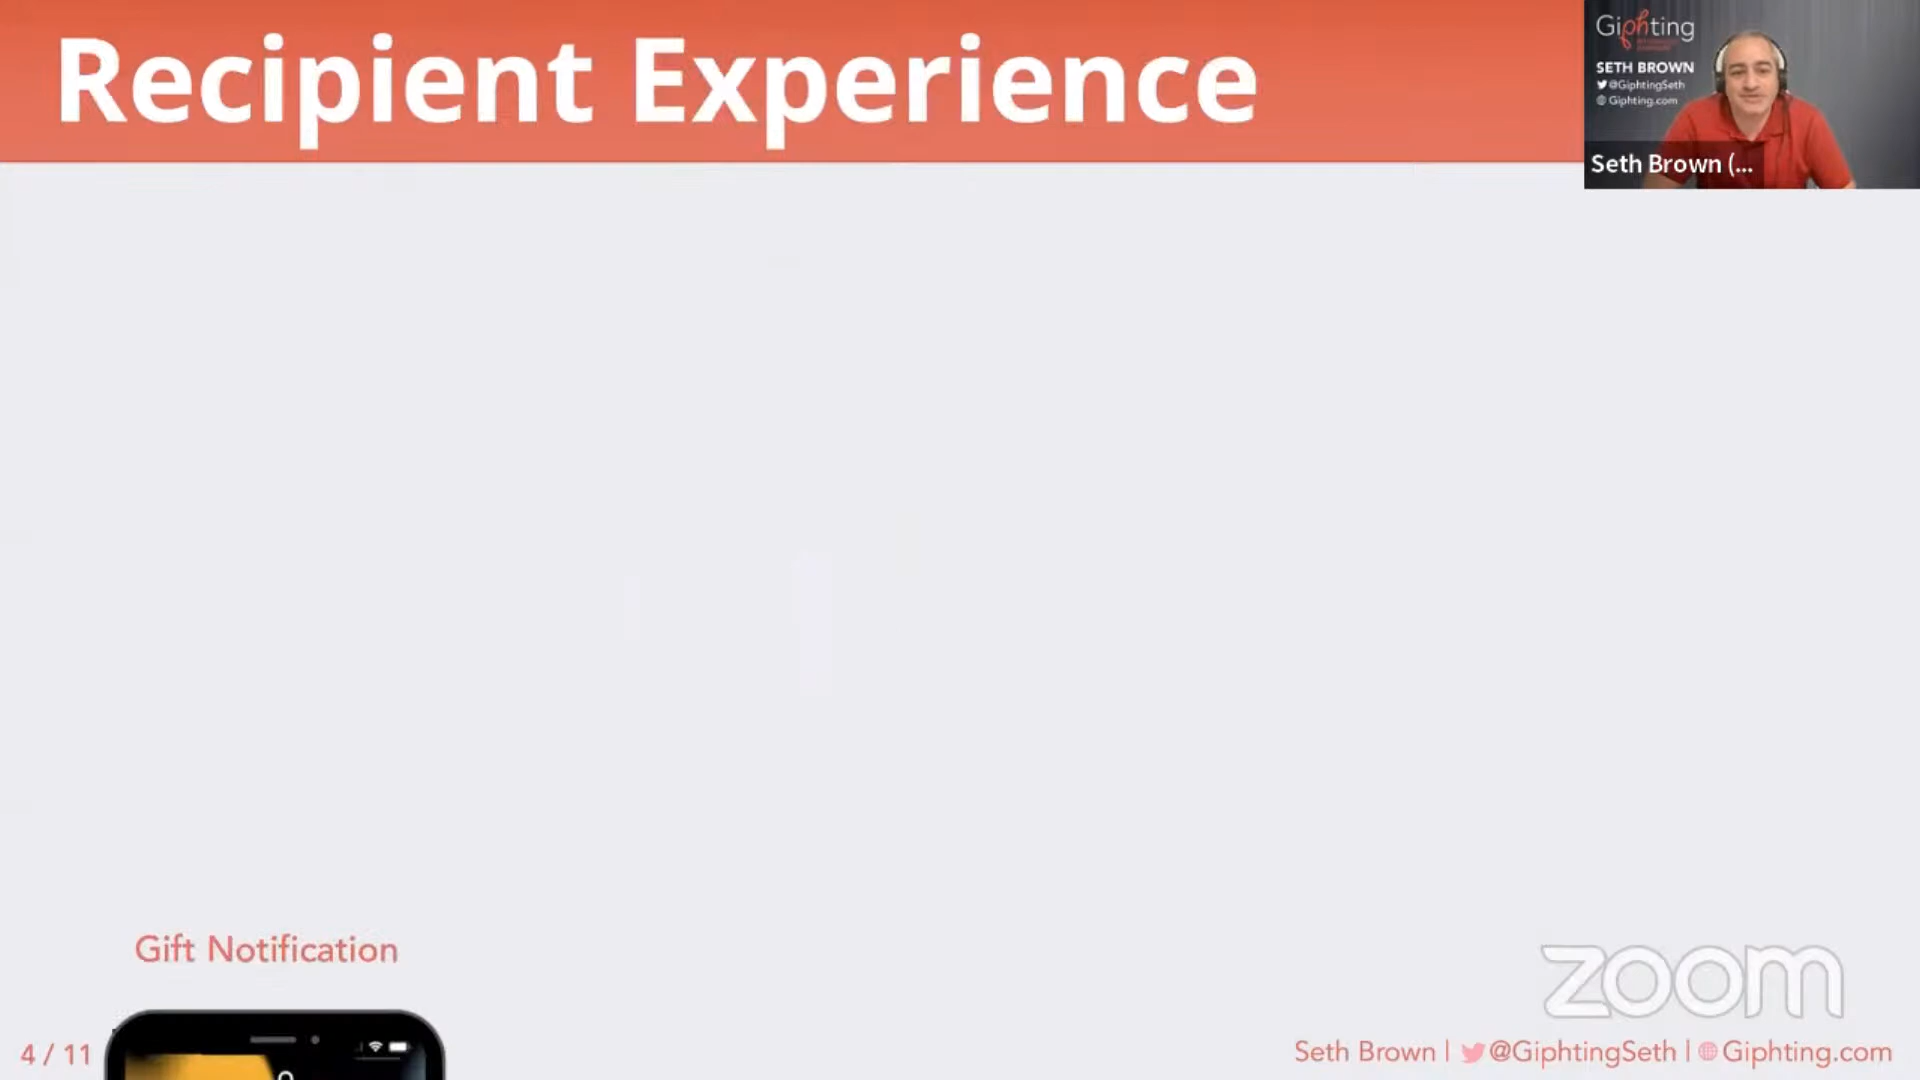 Recipient Experience
Giphting
SETH BROWN
@GiphtingSeth
Giphting.com
Seth Brown (...
Gift Notification
zoom
4 / 11
Seth Brown | @GiphtingSeth | Giphting.com